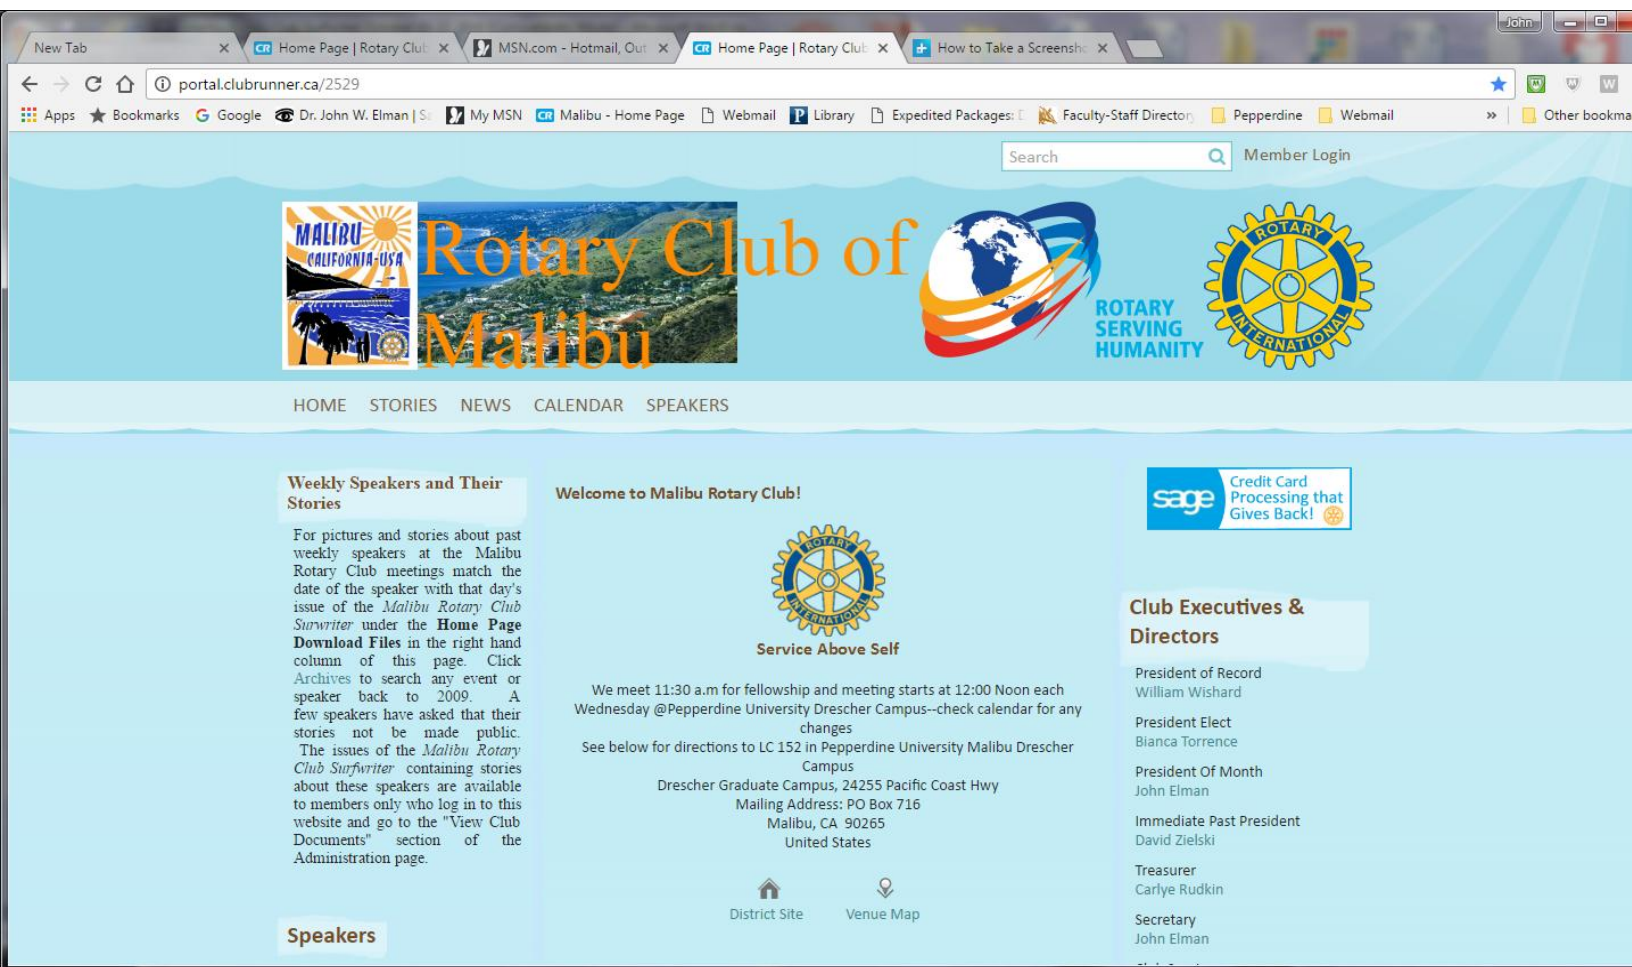 John
New Tab
Home Page | Rotary Club
MSN.com - Hotmail, Out
Home Page | Rotary Club
How to Take a Screensho
portal.clubrunner.ca/2529
Apps
Bookmarks
Google
Dr. John W. Elman | S
My MSN
Malibu - Home Page
Webmail
Library
Expedited Packages: D
Faculty-Staff Director
Pepperdine
Webmail
»
Other bookma
Search
Member Login
MALIBU
CALIFORNIA-USA
Rotary Club of
Malibu
ROTARY
SERVING
HUMANITY
ROTARY
INTERNATIONAL
HOME STORIES NEWS CALENDAR SPEAKERS
Weekly Speakers and Their
Stories
For pictures and stories about past
weekly speakers at the Malibu
Rotary Club meetings match the
date of the speaker with that day's
issue of the Malibu Rotary Club
Surwriter under the Home Page
Download Files in the right hand
column of this page. Click
Archives to search any event or
speaker back to 2009. A
few speakers have asked that their
stories not be made public.
The issues of the Malibu Rotary
Club Surfwriter containing stories
about these speakers are available
to members only who log in to this
website and go to the "View Club
Documents" section of the
Administration page.
Speakers
Welcome to Malibu Rotary Club!
ROTARY
INTERNATIONAL
Service Above Self
We meet 11:30 a.m for fellowship and meeting starts at 12:00 Noon each
Wednesday @Pepperdine University Drescher Campus--check calendar for any
changes
See below for directions to LC 152 in Pepperdine University Malibu Drescher
Campus
Drescher Graduate Campus, 24255 Pacific Coast Hwy
Mailing Address: PO Box 716
Malibu, CA 90265
United States
District Site
Venue Map
sage
Credit Card
Processing that
Gives Back!
Club Executives &
Directors
President of Record
William Wishard
President Elect
Bianca Torrence
President Of Month
John Elman
Immediate Past President
David Zielski
Treasurer
Carlye Rudkin
Secretary
John Elman